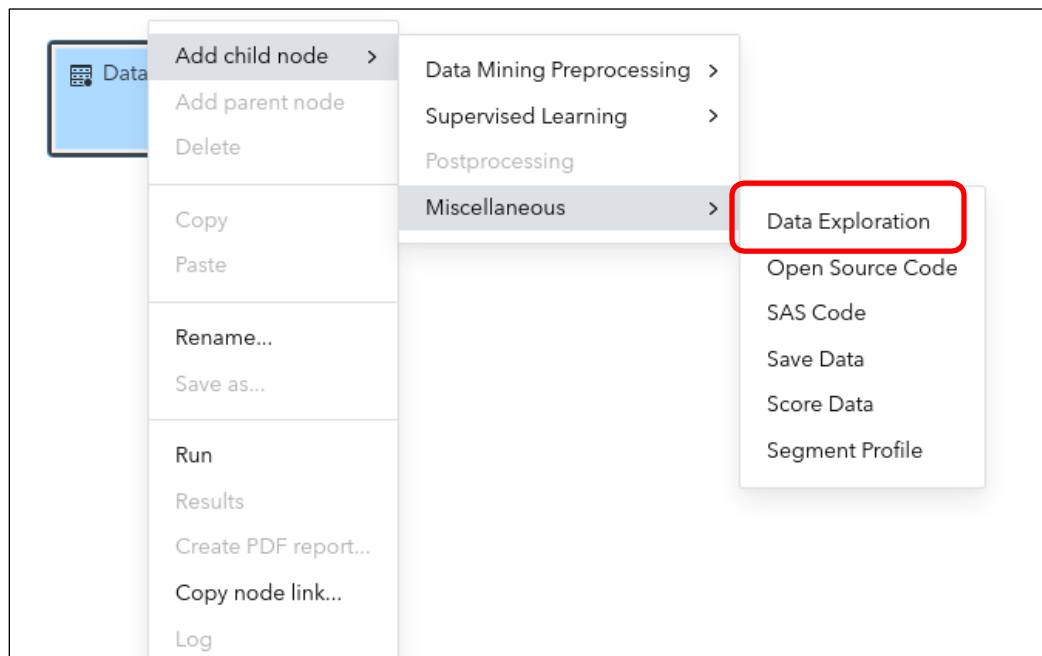 Data
Add child node
Add parent node
Delete
Copy
Paste
Rename...
Save as...
Run
Results
Create PDF report...
Copy node link...
Log
Data Mining Preprocessing
Supervised Learning
Postprocessing
Miscellaneous
Data Exploration
Open Source Code
SAS Code
Save Data
Score Data
Segment Profile